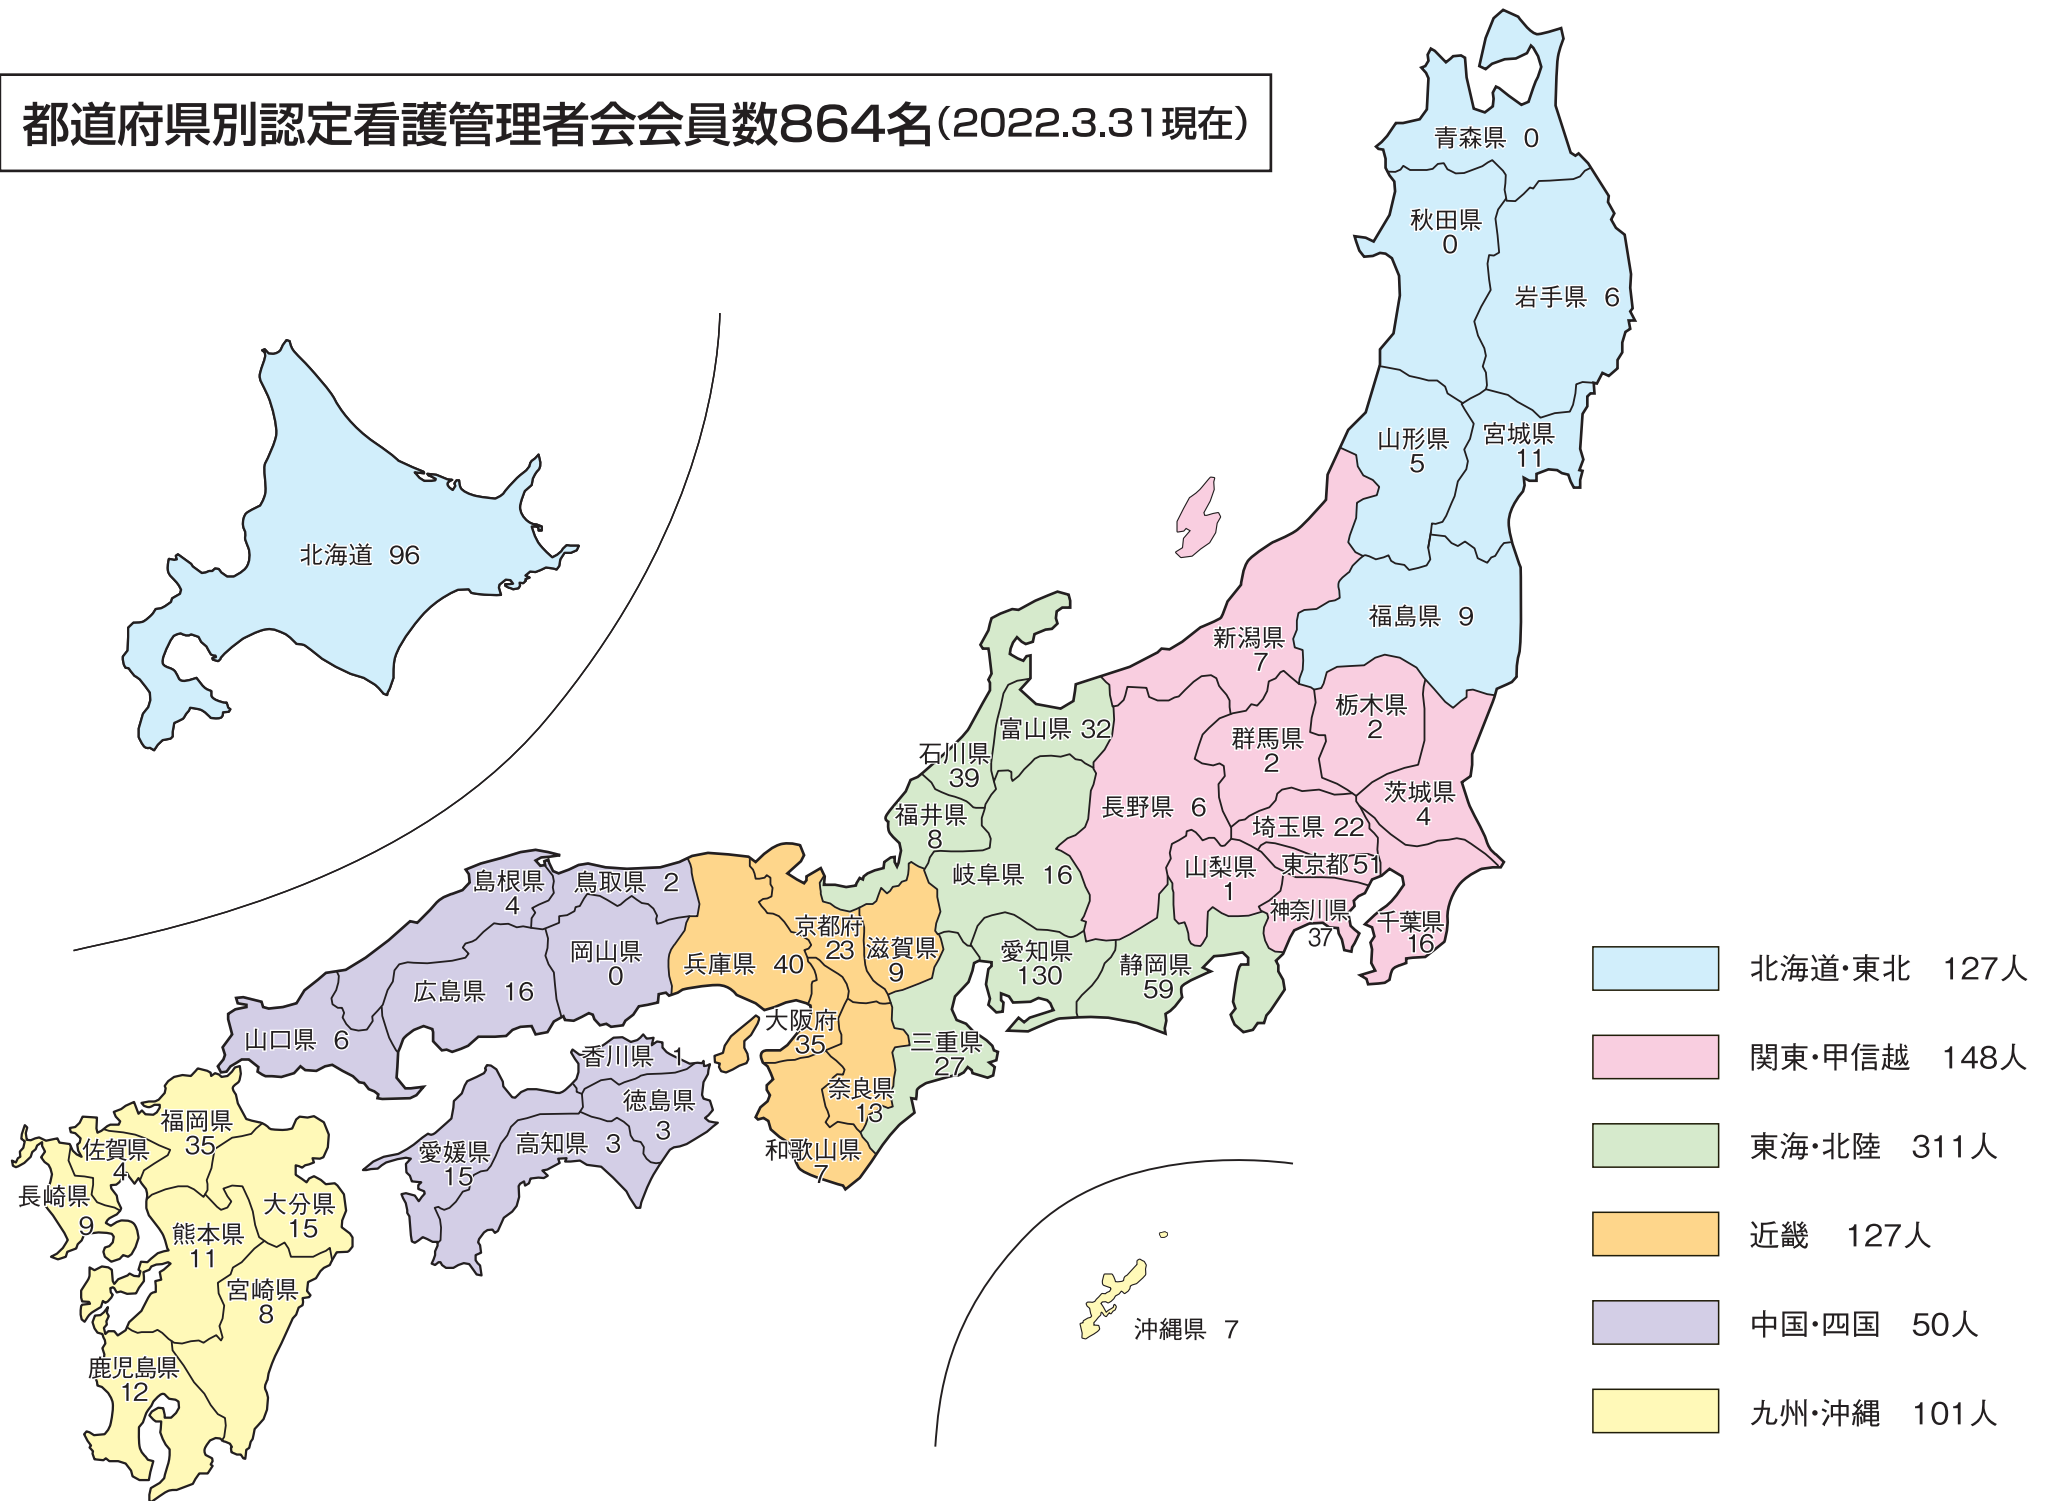 都道府県別認定看護管理者会会員数864名（2022.3.31現在）
青森県 0
秋田県
0
岩手県 6
山形県
5
宮城県
11
福島県 9
北海道 96
新潟県
7
栃木県
2
群馬県
2
茨城県
4
長野県 6
埼玉県 22
東京都 51
山梨県
1
神奈川県
37
千葉県
16
富山県 32
石川県
39
福井県
8
岐阜県 16
愛知県
130
静岡県
59
三重県
27
京都府
23
滋賀県
9
兵庫県 40
大阪府
35
奈良県
13
和歌山県
7
島根県
4
鳥取県 2
岡山県
0
広島県 16
山口県 6
香川県 1
徳島県
3
高知県 3
愛媛県
15
福岡県
35
佐賀県
4
長崎県
9
大分県
15
熊本県
11
宮崎県
8
鹿児島県
12
沖縄県 7
北海道・東北 127人
関東・甲信越 148人
東海・北陸 311人
近畿 127人
中国・四国 50人
九州・沖縄 101人